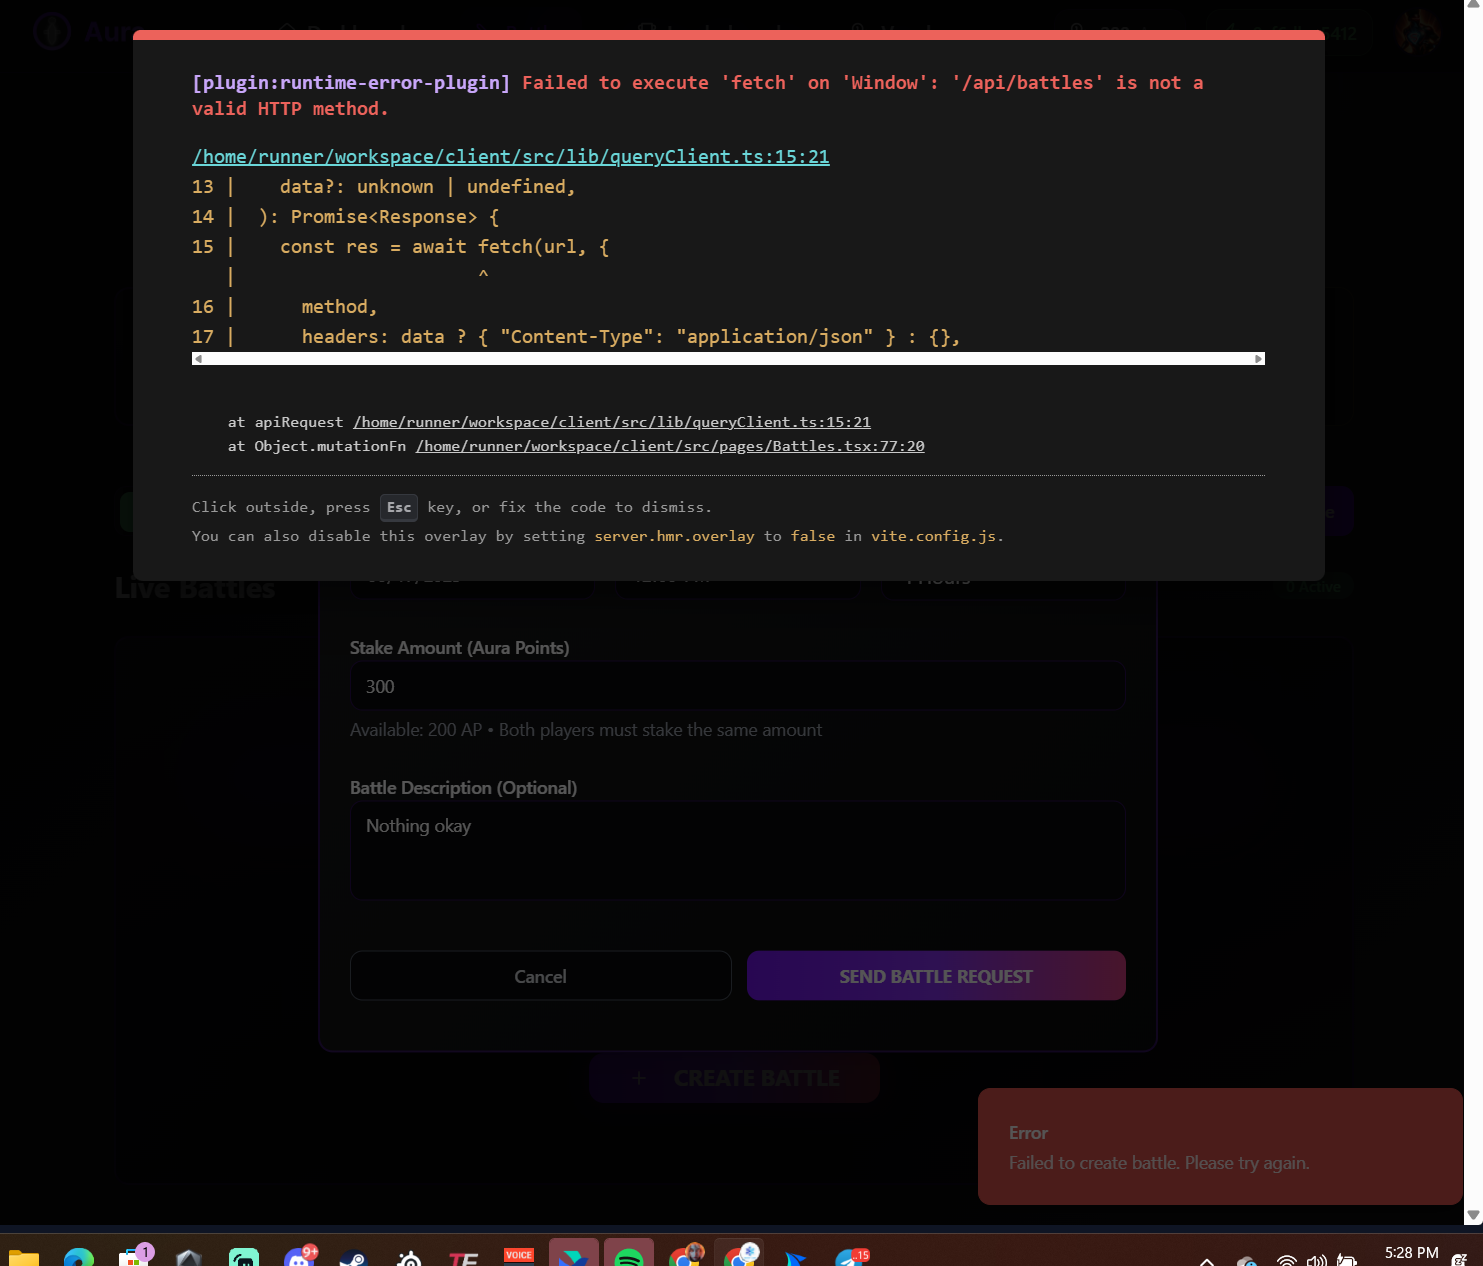 [plugin:runtime-error-plugin] Failed to execute 'fetch' on 'Window': '/api/battles' is not a
valid HTTP method.
/home/runner/workspace/client/src/lib/queryClient.ts:15:21
13 |    data?: unknown | undefined,
14 |  ): Promise<Response> {
15 |    const res = await fetch(url, {
   |                      ^
16 |      method,
17 |      headers: data ? { "Content-Type": "application/json" } : {},
at apiRequest /home/runner/workspace/client/src/lib/queryClient.ts:15:21
at Object.mutationFn /home/runner/workspace/client/src/pages/Battles.tsx:77:20
Click outside, press Esc key, or fix the code to dismiss.
You can also disable this overlay by setting server.hmr.overlay to false in vite.config.js.
Live Battles
0 Active
Stake Amount (Aura Points)
300
Available: 200 AP • Both players must stake the same amount
Battle Description (Optional)
Nothing okay
Cancel
SEND BATTLE REQUEST
+ CREATE BATTLE
Error
Failed to create battle. Please try again.
1
9+
TE
VOICE
15
5:28 PM